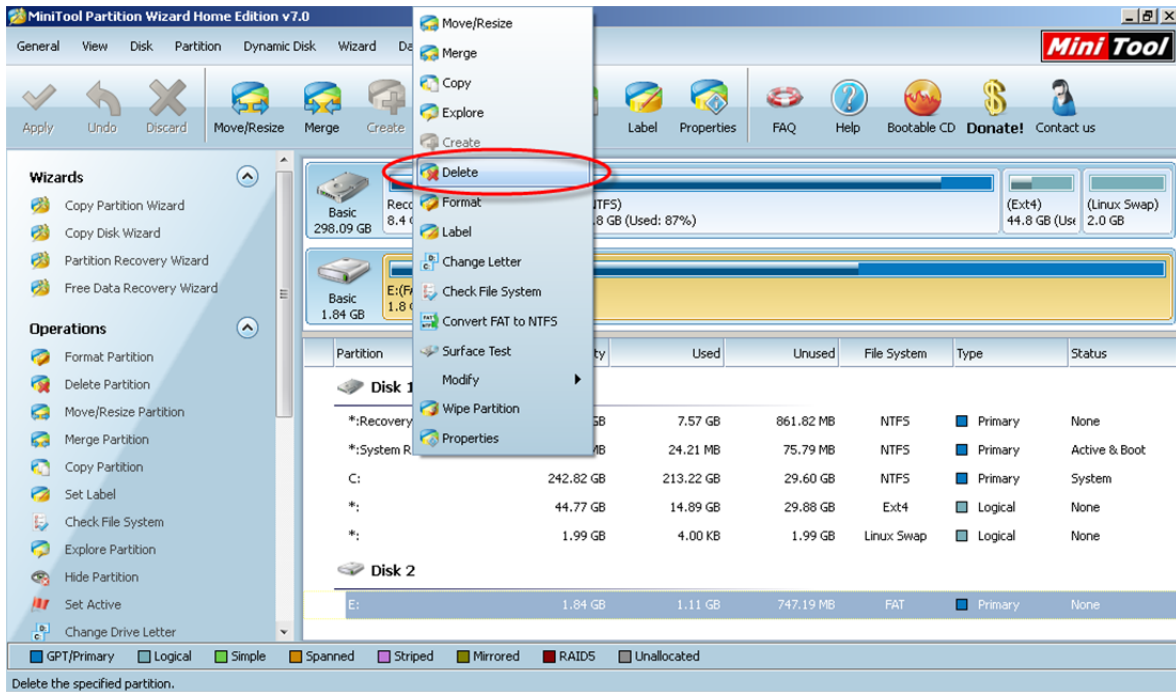 MiniTool Partition Wizard Home Edition v7.0
General View Disk Partition Dynamic Disk Wizard
Mini Tool
Apply Undo Discard Move/Resize Merge Create Label Properties FAQ Help Bootable CD Donate! Contact us
Move/Resize
Merge
Copy
Explore
Create
Delete
Format
Label
Change Letter
Check File System
Convert FAT to NTFS
Surface Test
Modify
Wipe Partition
Properties
Wizards
Copy Partition Wizard
Copy Disk Wizard
Partition Recovery Wizard
Free Data Recovery Wizard
Operations
Format Partition
Delete Partition
Move/Resize Partition
Merge Partition
Copy Partition
Set Label
Check File System
Explore Partition
Hide Partition
Set Active
Change Drive Letter
Basic
298.09 GB
(Ext4) (Linux Swap)
GB (Used: 87%) 44.8 GB 2.0 GB
Basic
1.84 GB
Partition Used Unused File System Type Status
Disk 1
*:Recovery 7.57 GB 861.82 MB NTFS Primary None
*:System 24.21 MB 75.79 MB NTFS Primary Active & Boot
C: 242.82 GB 213.22 GB 29.60 GB NTFS Primary System
*: 44.77 GB 14.89 GB 29.88 GB Ext4 Logical None
*: 1.99 GB 4.00 KB 1.99 GB Linux Swap Logical None
Disk 2
E: 1.84 GB 1.11 GB 747.19 MB FAT Primary None
GPT/Primary Logical Simple Spanned Striped Mirrored RAID5 Unallocated
Delete the specified partition.